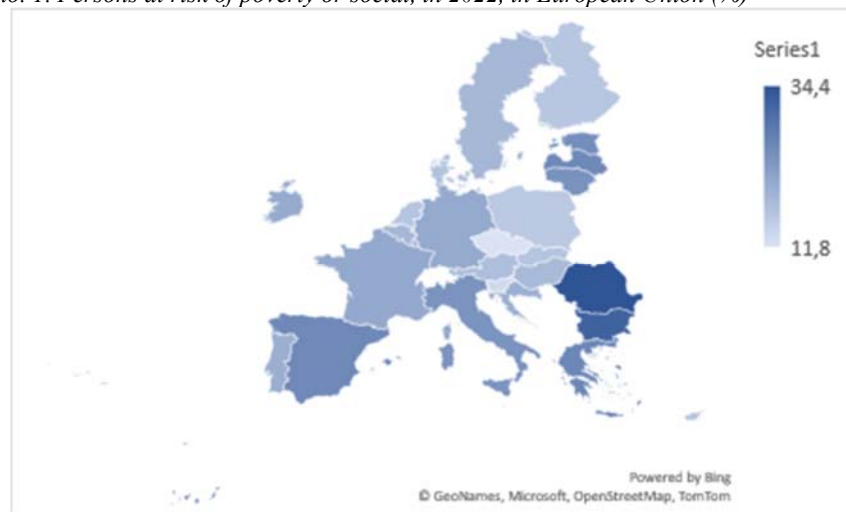 1. Persons at risk of poverty or social, in 2022, in European Union (%)
Series1
34,4
11,8
Powered by Bing
© GeoNames, Microsoft, OpenStreetMap, TomTom